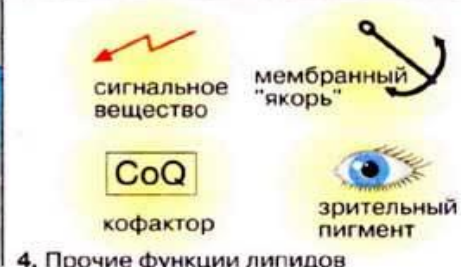 сигнальное
вещество
мембранный
"якорь"
CoQ
кофактор
зрительный
пигмент
4. Прочие функции липидов